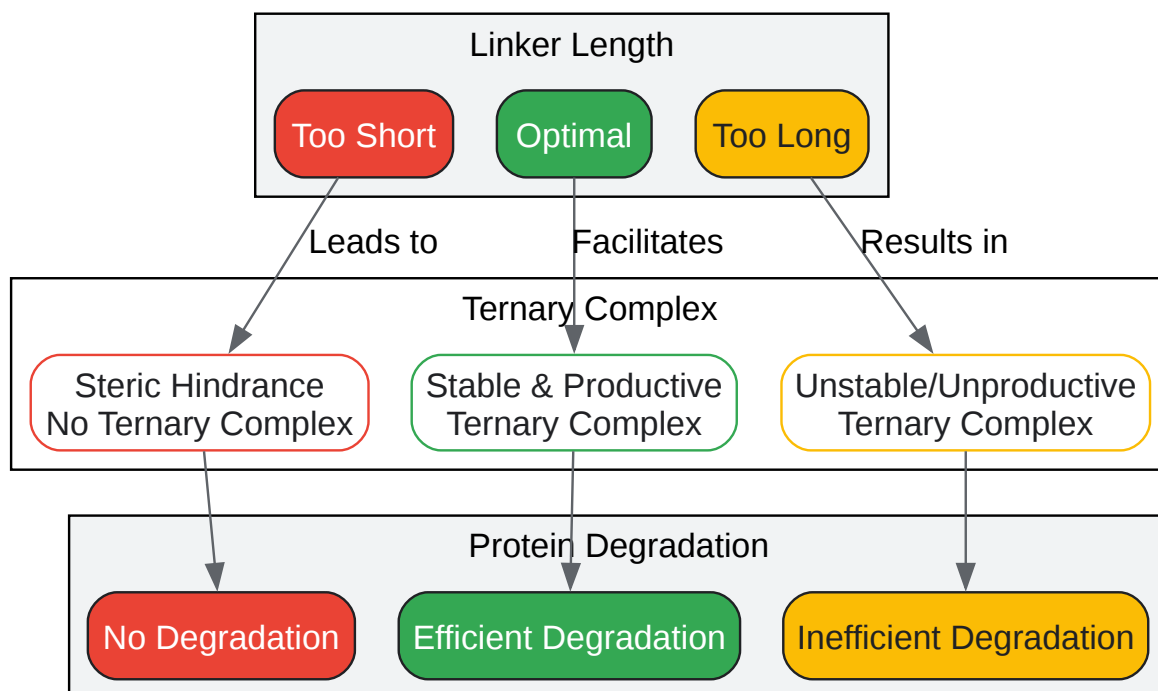 Linker Length
Too Short
Optimal
Too Long
Leads to
Facilitates
Results in
Ternary Complex
Steric Hindrance
No Ternary Complex
Stable & Productive
Ternary Complex
Unstable/Unproductive
Ternary Complex
Protein Degradation
No Degradation
Efficient Degradation
Inefficient Degradation